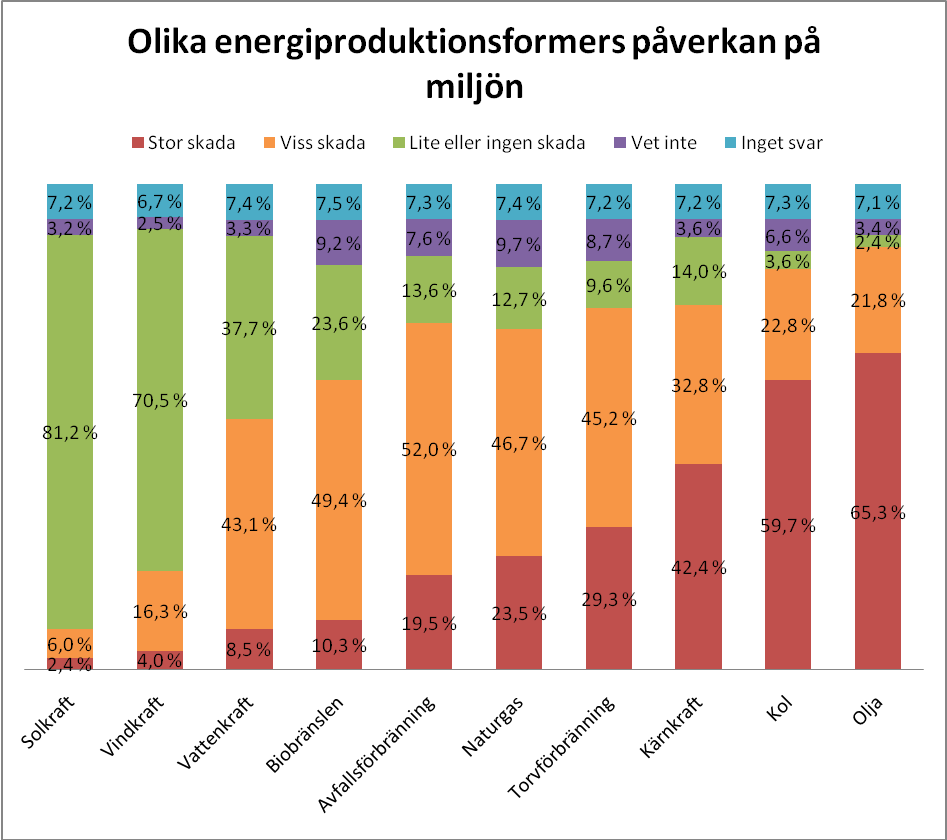 Olika energiproduktionsformers påverkan på
miljön
Stor skada Viss skada Lite eller ingen skada Vet inte Inget svar
7,2 % 6,7 % 7,4 % 7,5 % 7,3 % 7,4 % 7,2 % 7,2 % 7,3 % 7,1 %
3,2 % 2,5 % 3,3 % 9,2 % 7,6 % 9,7 % 8,7 % 3,6 % 6,6 % 3,4 %
81,2 % 70,5 % 37,7 % 23,6 % 13,6 % 12,7 % 9,6 % 14,0 % 3,6 % 2,4 %
6,0 % 16,3 % 43,1 % 49,4 % 52,0 % 46,7 % 45,2 % 32,8 % 22,8 % 21,8 %
2,4 % 4,0 % 8,5 % 10,3 % 19,5 % 23,5 % 29,3 % 42,4 % 59,7 % 65,3 %
Solkraft Vindkraft Vattenkraft Biobränslen Avfallsförbränning Naturgas Torvförbränning Kärnkraft Kol Olja